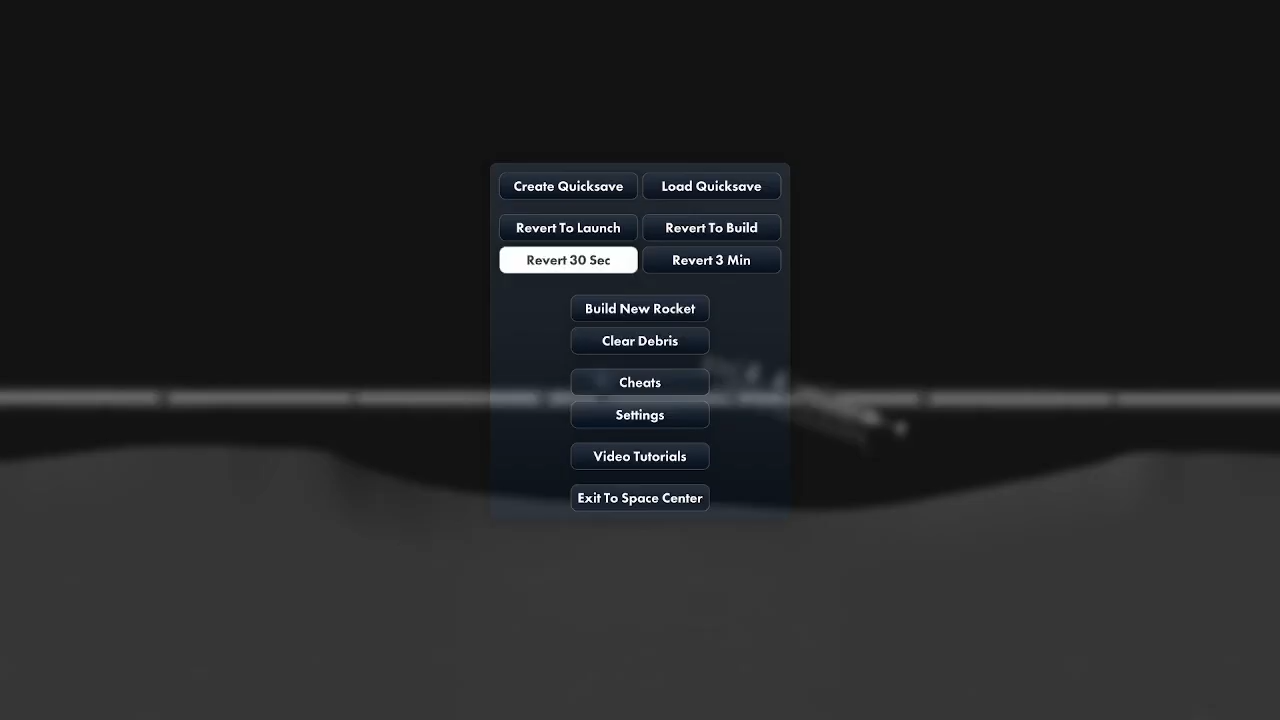 Create Quicksave Load Quicksave
Revert To Launch Revert To Build
Revert 30 Sec Revert 3 Min
Build New Rocket
Clear Debris
Cheats
Settings
Video Tutorials
Exit To Space Center